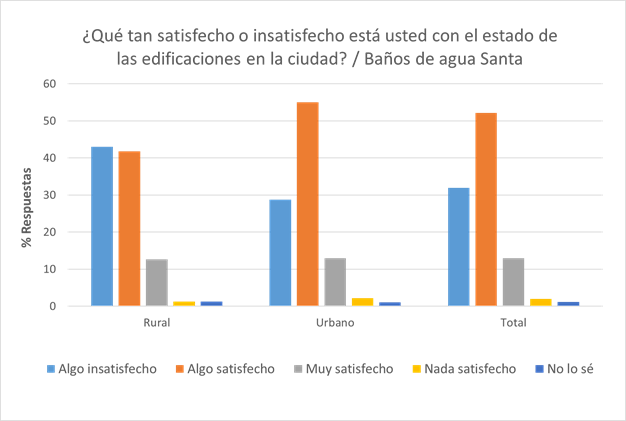 ¿Qué tan satisfecho o insatisfecho está usted con el estado de
las edificaciones en la ciudad? / Baños de agua Santa
60
50
40
30
20
10
0
% Respuestas
Rural Urbano Total
Algo insatisfecho Algo satisfecho Muy satisfecho Nada satisfecho No lo sé